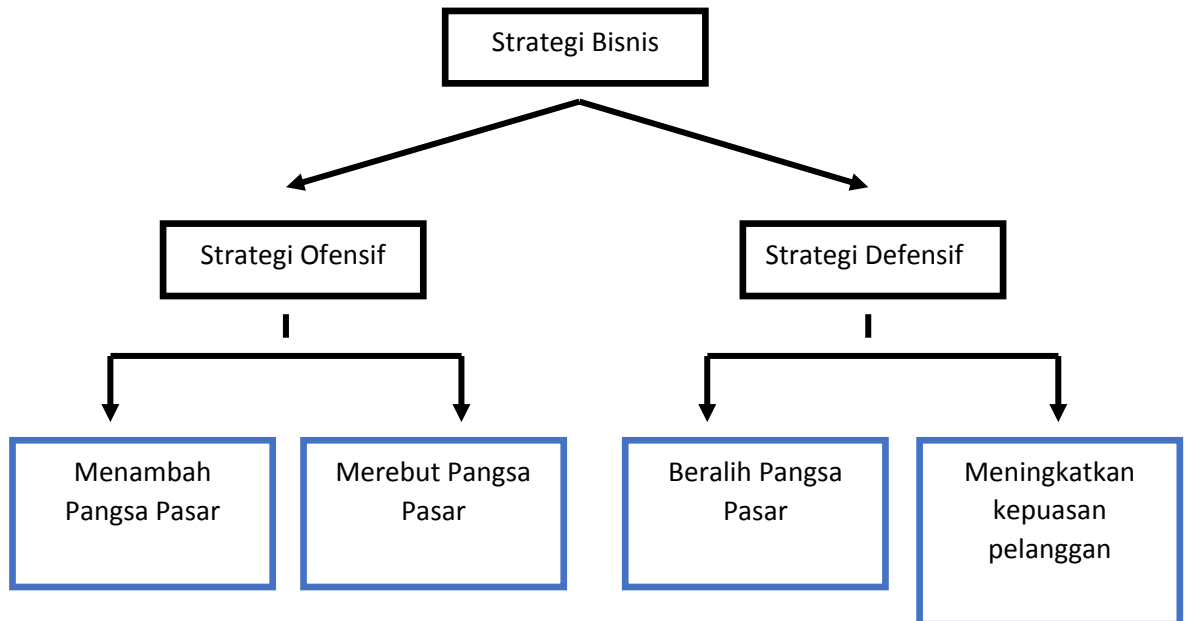 Strategi Bisnis
Strategi Ofensif
Strategi Defensif
Menambah
Pangsa Pasar
Merebut Pangsa
Pasar
Beralih Pangsa
Pasar
Meningkatkan
kepuasan
pelanggan